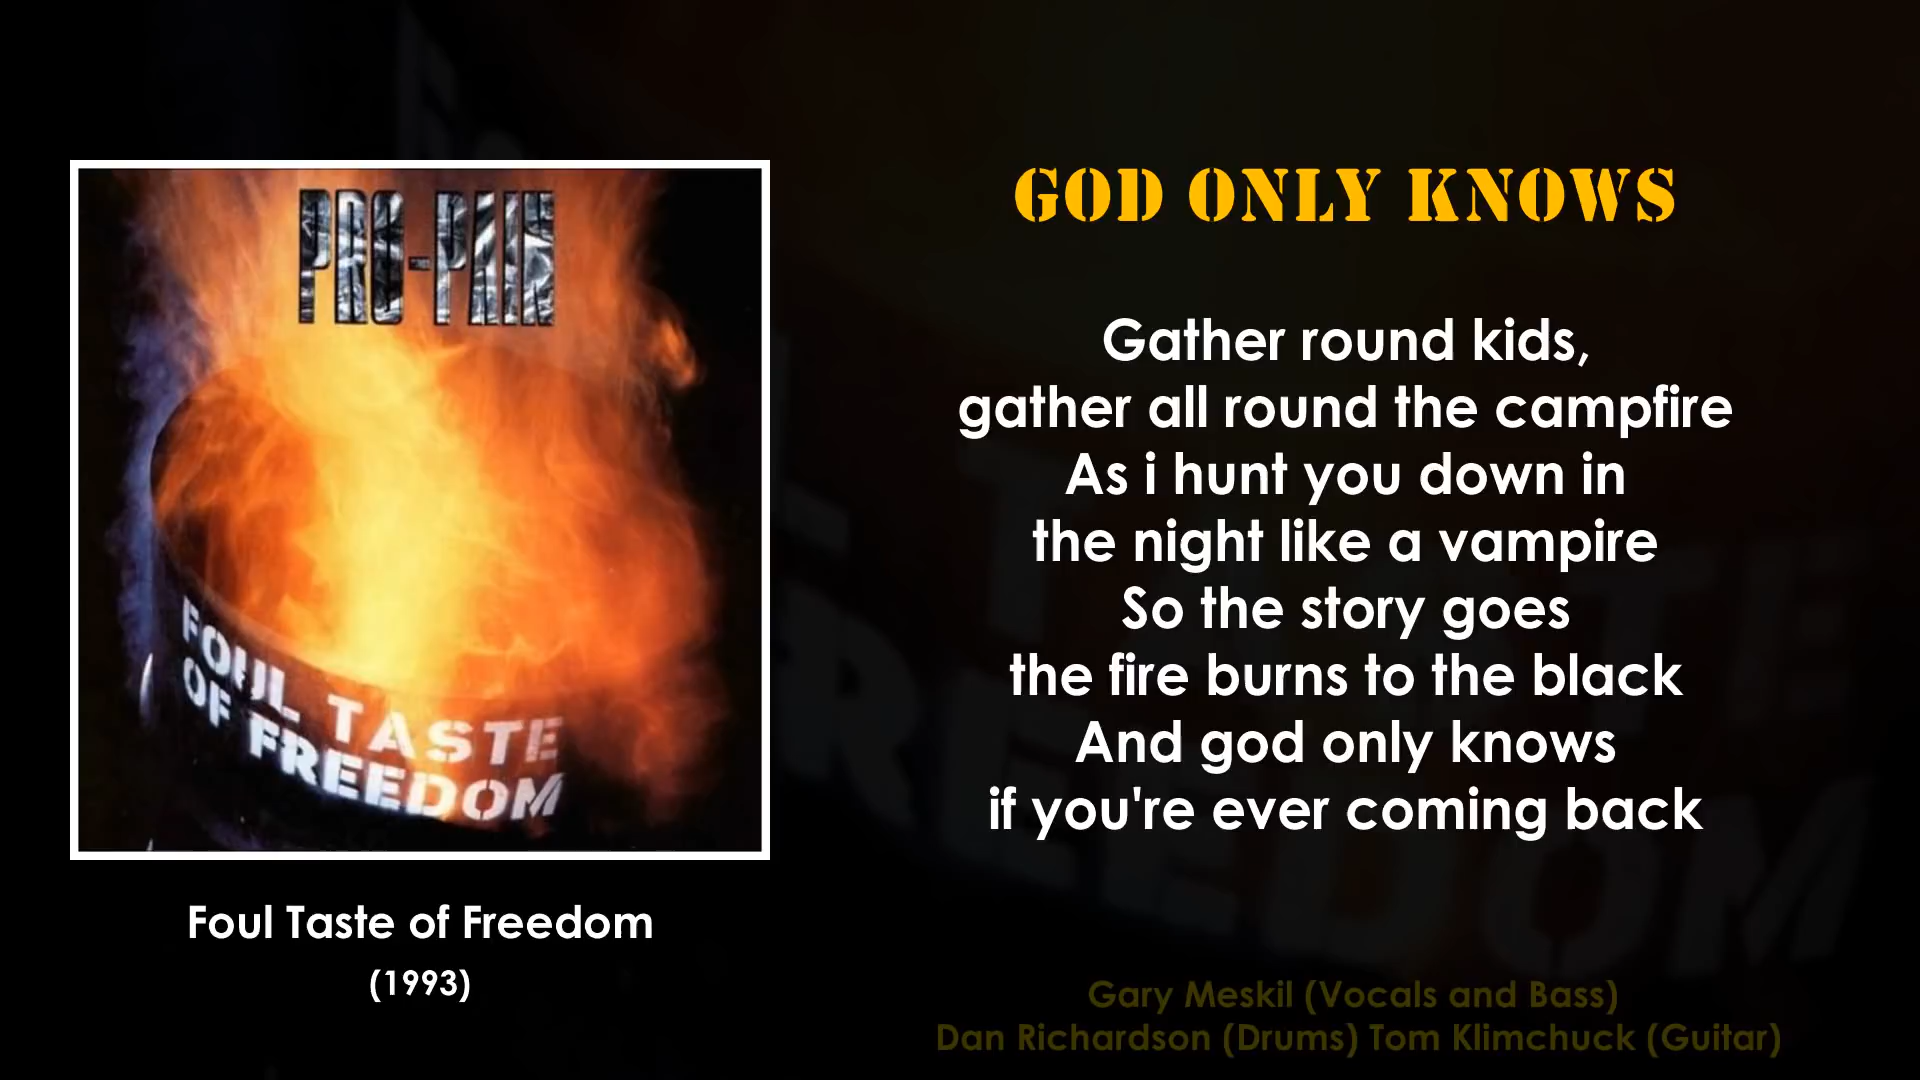 PRO-PAIN
FOUL TASTE
OF FREEDOM
Foul Taste of Freedom
(1993)
GOD ONLY KNOWS
Gather round kids,
gather all round the campfire
As i hunt you down in
the night like a vampire
So the story goes
the fire burns to the black
And god only knows
if you're ever coming back
Gary Meskil (Vocals and Bass)
Dan Richardson (Drums) Tom Klimchuck (Guitar)